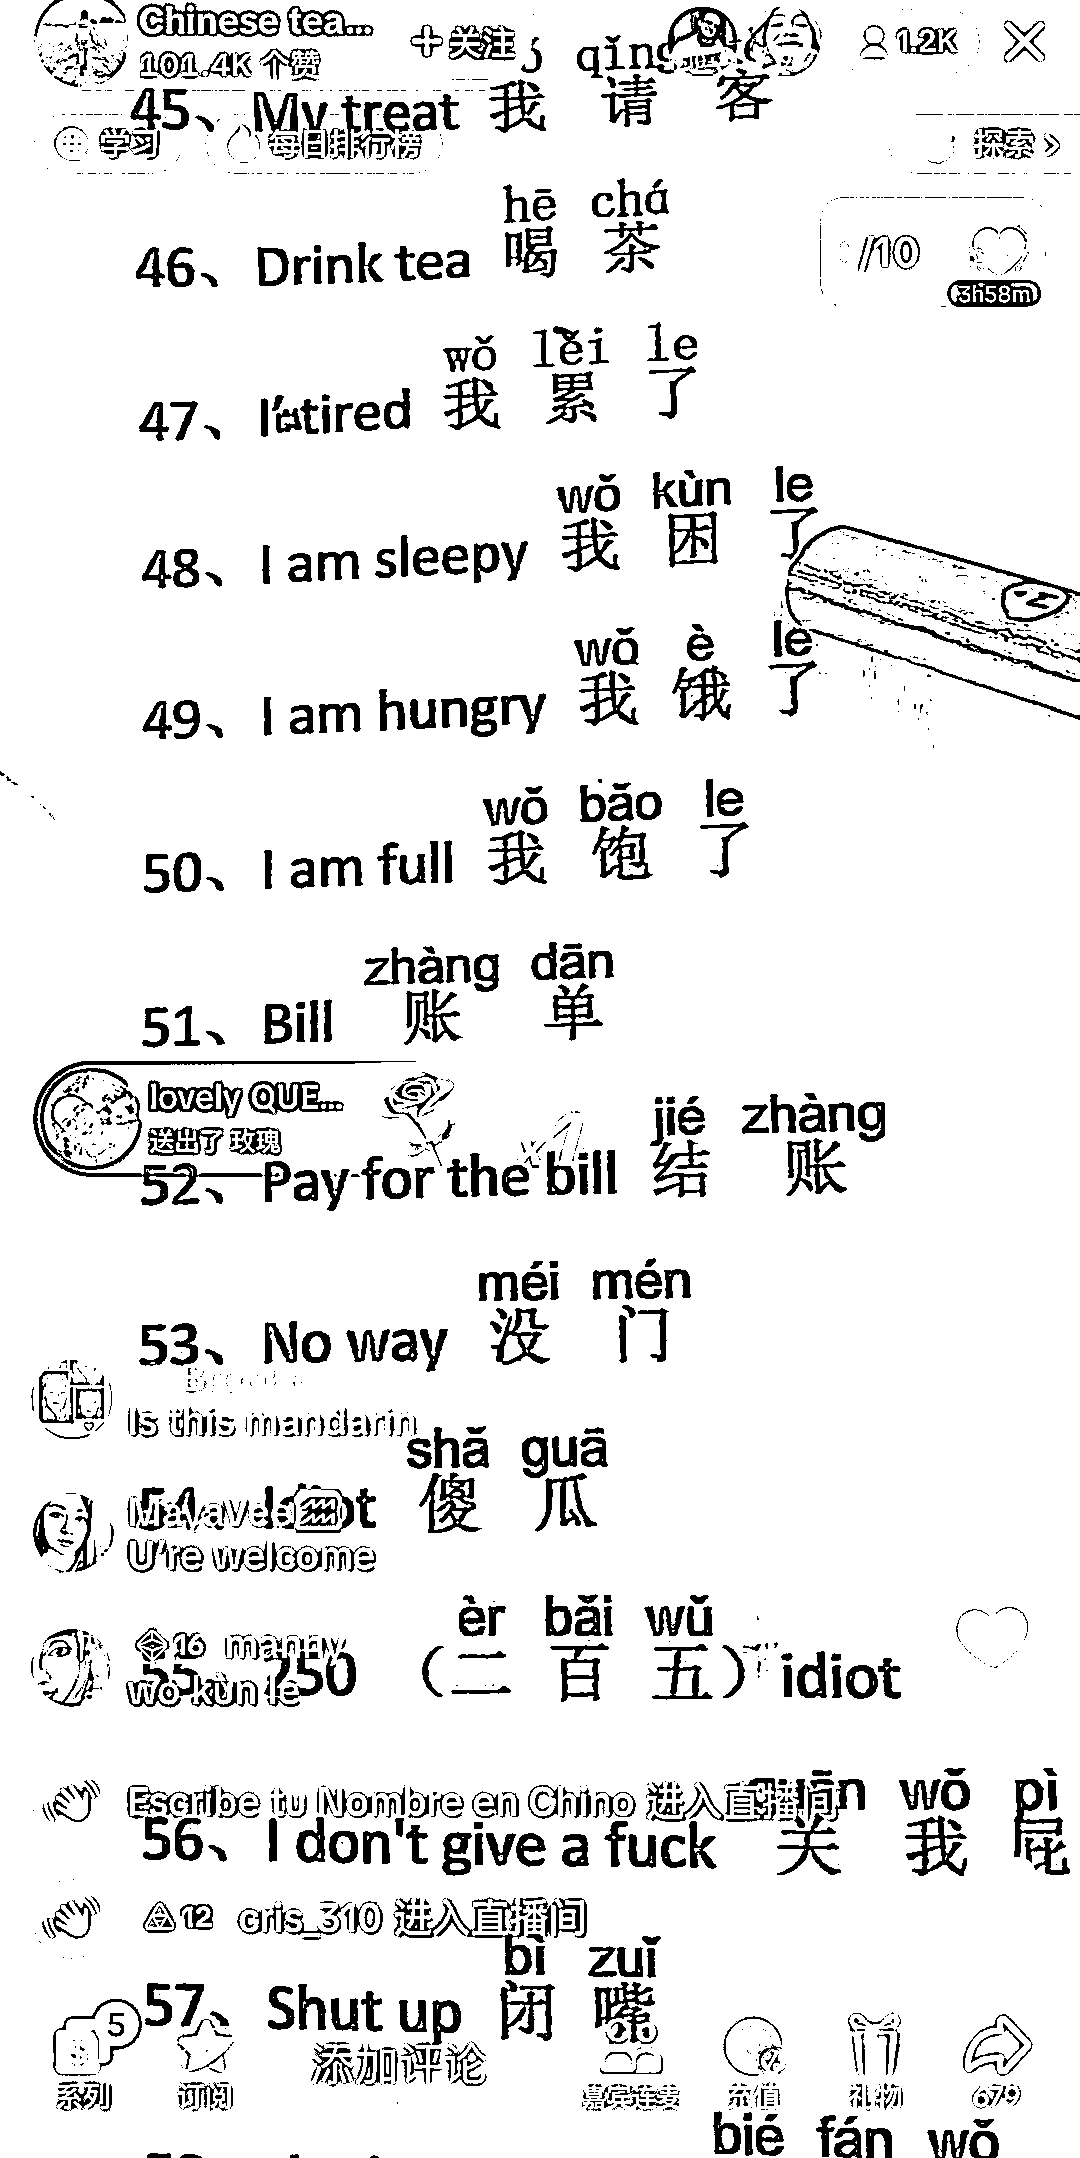 Chinese tea...
101.4K 个赞
+ 关注
1.2K
qǐng
45、My treat 我 请 客
学习
每日排行榜
探索
hē chá
46、Drink tea 喝 茶
/10
3h58m
wǒ lèi le
47、I'm tired 我 累 了
wǒ kùn le
48、I am sleepy 我 困 了
wǒ è le
49、I am hungry 我 饿 了
wǒ bǎo le
50、I am full 我 饱 了
zhàng dān
51、Bill 账 单
lovely QUE...
送出了 玫瑰
x1
jié zhàng
52、Pay for the bill 结 账
méi mén
53、No way 没 门
Is this mandarin
shǎ guā
54、 傻 瓜
MayaVee
U're welcome
èr bǎi wǔ
55、250 （二 百 五） idiot
16 manny
wǒ kùn le
Escribe tu Nombre en Chino 进入直播间
guān wǒ pì
56、I don't give a fuck 关 我 屁
12 cris_310 进入直播间
bì zuǐ
57、Shut up 闭 嘴
5
系列
订阅
添加评论
嘉宾连麦
充值
礼物
679
bié fán wǒ